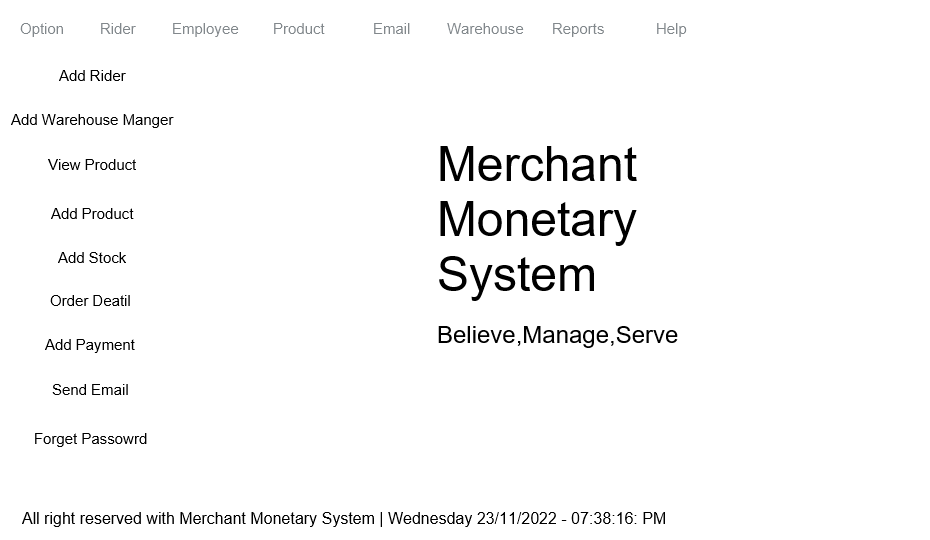 Option Rider Employee Product Email Warehouse Reports Help
Add Rider
Add Warehouse Manger
View Product
Add Product
Add Stock
Order Deatil
Add Payment
Send Email
Forget Passowrd
Merchant
Monetary
System
Believe,Manage,Serve
All right reserved with Merchant Monetary System | Wednesday 23/11/2022 - 07:38:16: PM